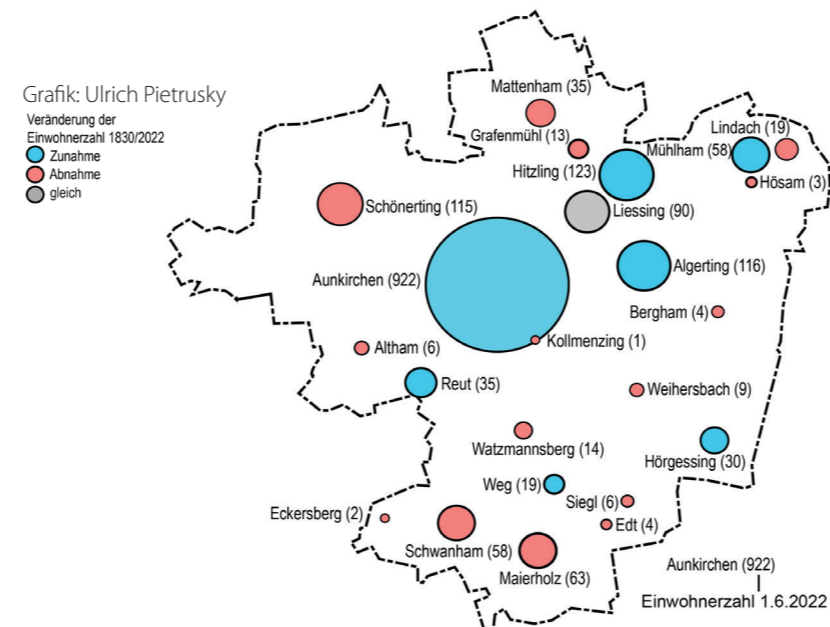 Grafik: Ulrich Pietrusky
Veränderung der
Einwohnerzahl 1830/2022
Zunahme
Abnahme
gleich
Mattenham (35)
Grafenmühl (13)
Lindach (19)
Mühlham (58)
Hitzling (123)
Hösam (3)
Schönerting (115)
Liessing (90)
Aunkirchen (922)
Algerting (116)
Bergham (4)
Kollmenzing (1)
Altham (6)
Reut (35)
Weihersbach (9)
Watzmannsberg (14)
Hörgessing (30)
Weg (19)
Siegl (6)
Eckersberg (2)
Edt (4)
Schwanham (58)
Maierholz (63)
Aunkirchen (922)
Einwohnerzahl 1.6.2022